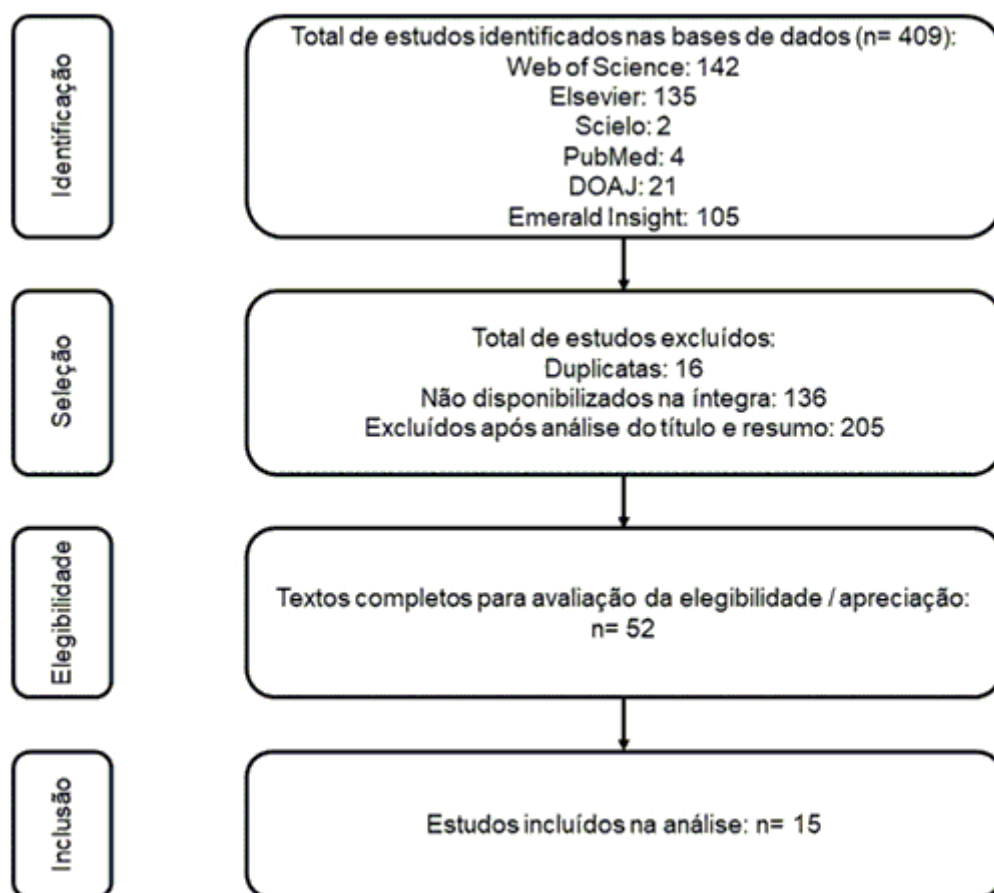 Identificação
Total de estudos identificados nas bases de dados (n= 409):
Web of Science: 142
Elsevier: 135
Scielo: 2
PubMed: 4
DOAJ: 21
Emerald Insight: 105
Seleção
Total de estudos excluídos:
Duplicatas: 16
Não disponibilizados na íntegra: 136
Excluídos após análise do título e resumo: 205
Elegibilidade
Textos completos para avaliação da elegibilidade / apreciação:
n= 52
Inclusão
Estudos incluídos na análise: n= 15